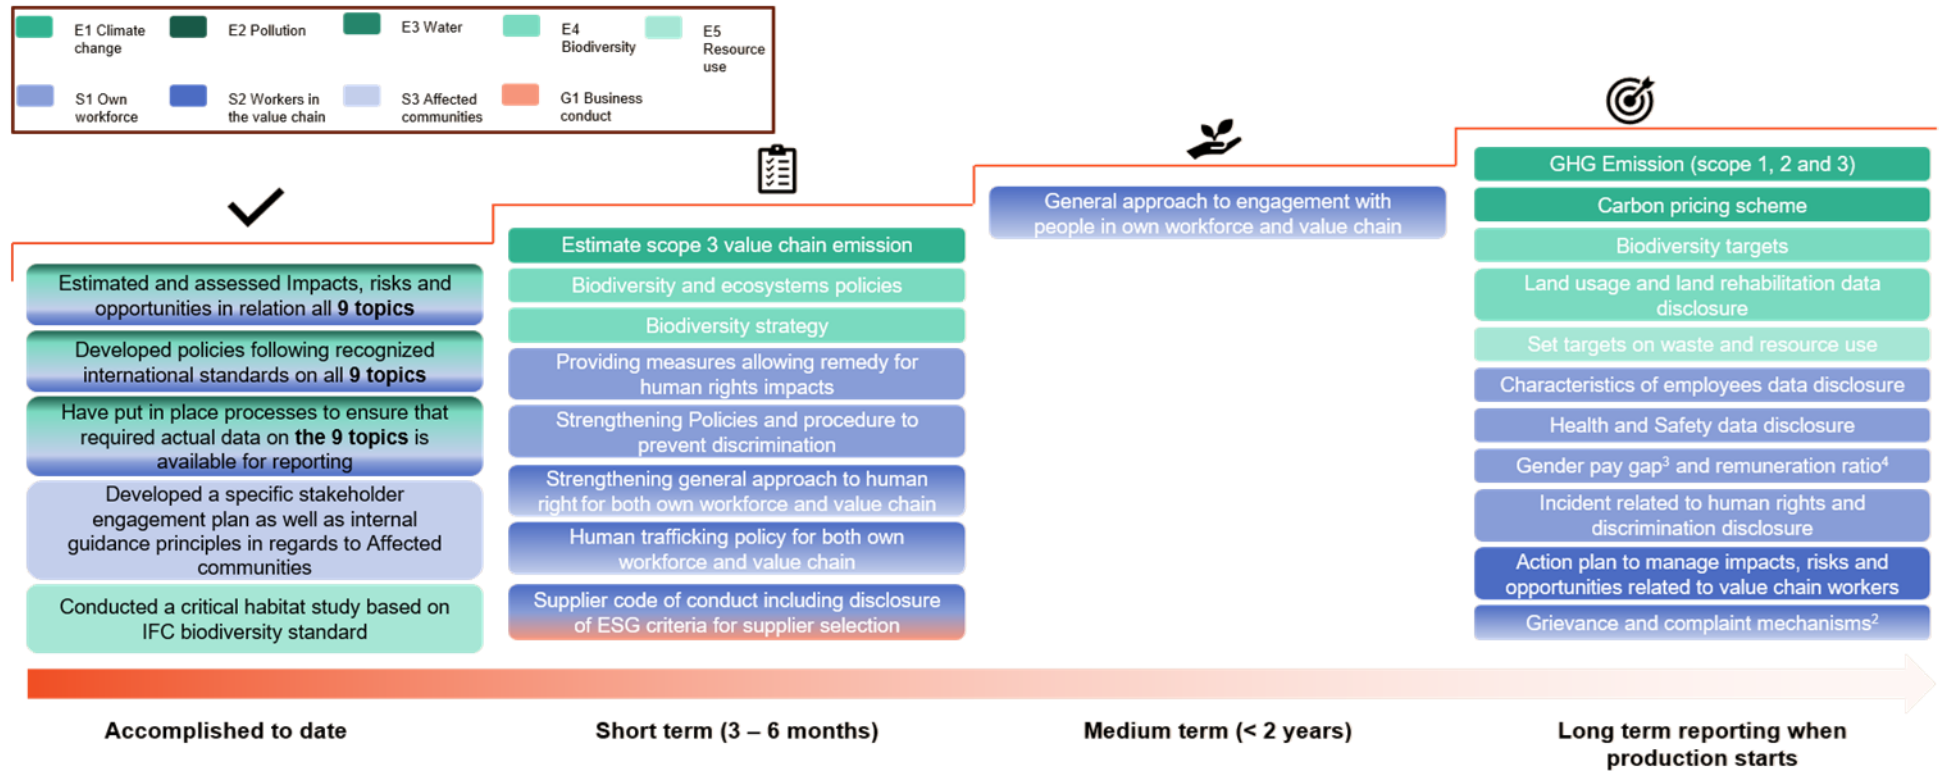 E1 Climate
change
E2 Pollution
E3 Water
E4
Biodiversity
E5
Resource
use
S1 Own
workforce
S2 Workers in
the value chain
S3 Affected
communities
G1 Business
conduct
Estimated and assessed Impacts, risks and
opportunities in relation all 9 topics
Developed policies following recognized
international standards on all 9 topics
Have put in place processes to ensure that
required actual data on the 9 topics is
available for reporting
Developed a specific stakeholder
engagement plan as well as internal
guidance principles in regards to Affected
communities
Conducted a critical habitat study based on
IFC biodiversity standard
Estimate scope 3 value chain emission
Biodiversity and ecosystems policies
Biodiversity strategy
Providing measures allowing remedy for
human rights impacts
Strengthening Policies and procedure to
prevent discrimination
Strengthening general approach to human
right for both own workforce and value chain
Human trafficking policy for both own
workforce and value chain
Supplier code of conduct including disclosure
of ESG criteria for supplier selection
General approach to engagement with
people in own workforce and value chain
GHG Emission (scope 1, 2 and 3)
Carbon pricing scheme
Biodiversity targets
Land usage and land rehabilitation data
disclosure
Set targets on waste and resource use
Characteristics of employees data disclosure
Health and Safety data disclosure
Gender pay gap³ and remuneration ratio⁴
Incident related to human rights and
discrimination disclosure
Action plan to manage impacts, risks and
opportunities related to value chain workers
Grievance and complaint mechanisms²
Accomplished to date
Short term (3 – 6 months)
Medium term (< 2 years)
Long term reporting when
production starts